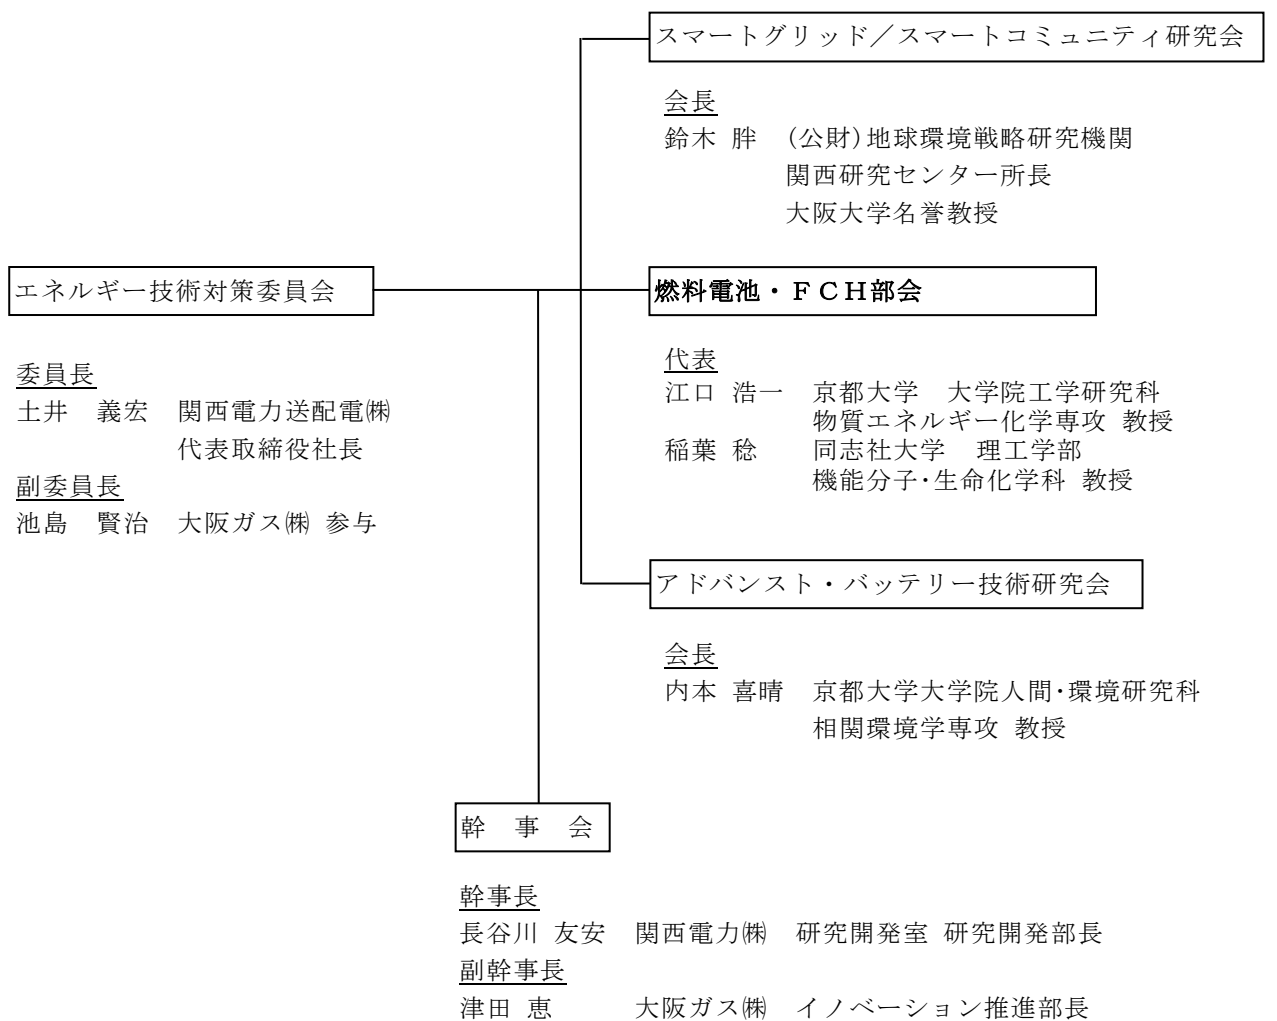 スマートグリッド／スマートコミュニティ研究会
会長
鈴木 胖 (公財)地球環境戦略研究機関
関西研究センター所長
大阪大学名誉教授
エネルギー技術対策委員会
委員長
土井　義宏　関西電力送配電㈱
代表取締役社長
副委員長
池島　賢治　大阪ガス㈱ 参与
燃料電池・ＦＣＨ部会
代表
江口 浩一　京都大学　大学院工学研究科
物質エネルギー化学専攻 教授
稲葉 稔　同志社大学　理工学部
機能分子･生命化学科 教授
アドバンスト・バッテリー技術研究会
会長
内本 喜晴　京都大学大学院人間･環境研究科
相関環境学専攻 教授
幹　事　会
幹事長
長谷川 友安　関西電力㈱　研究開発室 研究開発部長
副幹事長
津田 恵　大阪ガス㈱　イノベーション推進部長